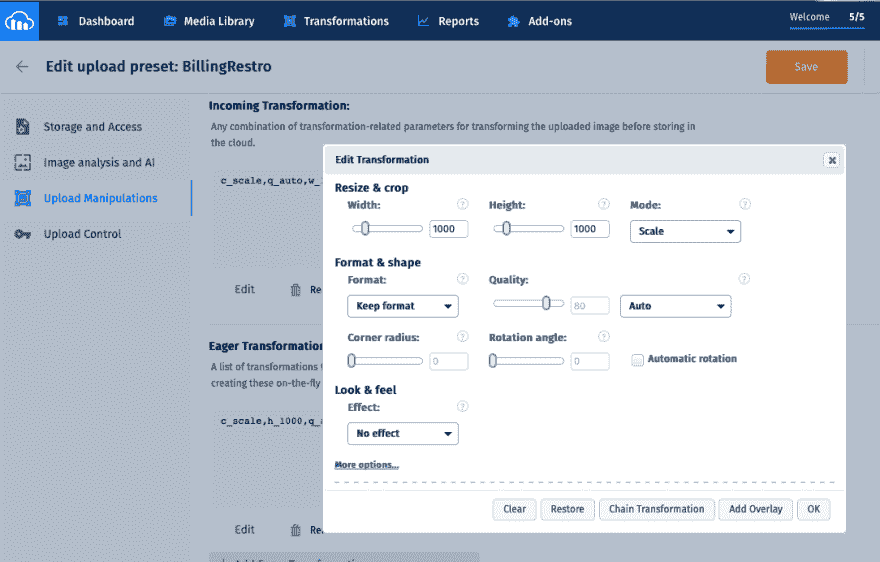 Dashboard
Media Library
Transformations
Reports
Add-ons
Welcome 5/5
Edit upload preset: BillingRestro
Save
Storage and Access
Image analysis and AI
Upload Manipulations
Upload Control
Incoming Transformation:
Any combination of transformation-related parameters for transforming the uploaded image before storing in
the cloud.
c_scale,q_auto,w_
Edit
Eager Transformation
A list of transformations
creating these on-the-fly
c_scale,h_1000,q_
Edit
Edit Transformation
Resize & crop
Width: ? Height: ? Mode: ?
1000 1000 Scale
Format & shape
Format: ? Quality: ?
Keep format 80 Auto
Corner radius: ? Rotation angle: ?
0 0 Automatic rotation
Look & feel
Effect: ?
No effect
More options...
Clear Restore Chain Transformation Add Overlay OK